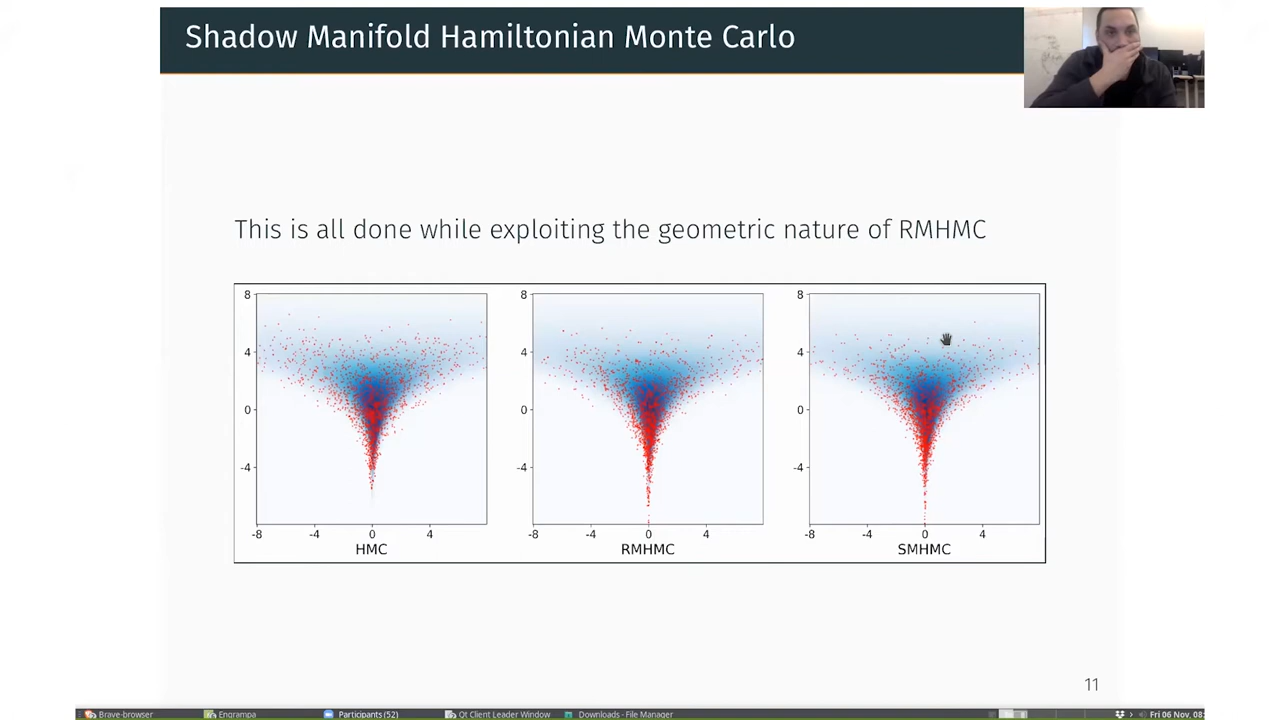 Shadow Manifold Hamiltonian Monte Carlo
This is all done while exploiting the geometric nature of RMHMC
8
4
0
-4
-8
-4
0
4
HMC
8
4
0
-4
-8
-4
0
4
RMHMC
8
4
0
-4
-8
-4
0
4
SMHMC
11
Brave-browser
Engrampa
Participants (52)
Qt Client Leader Window
Downloads - File Manager
Fri 06 Nov, 08: